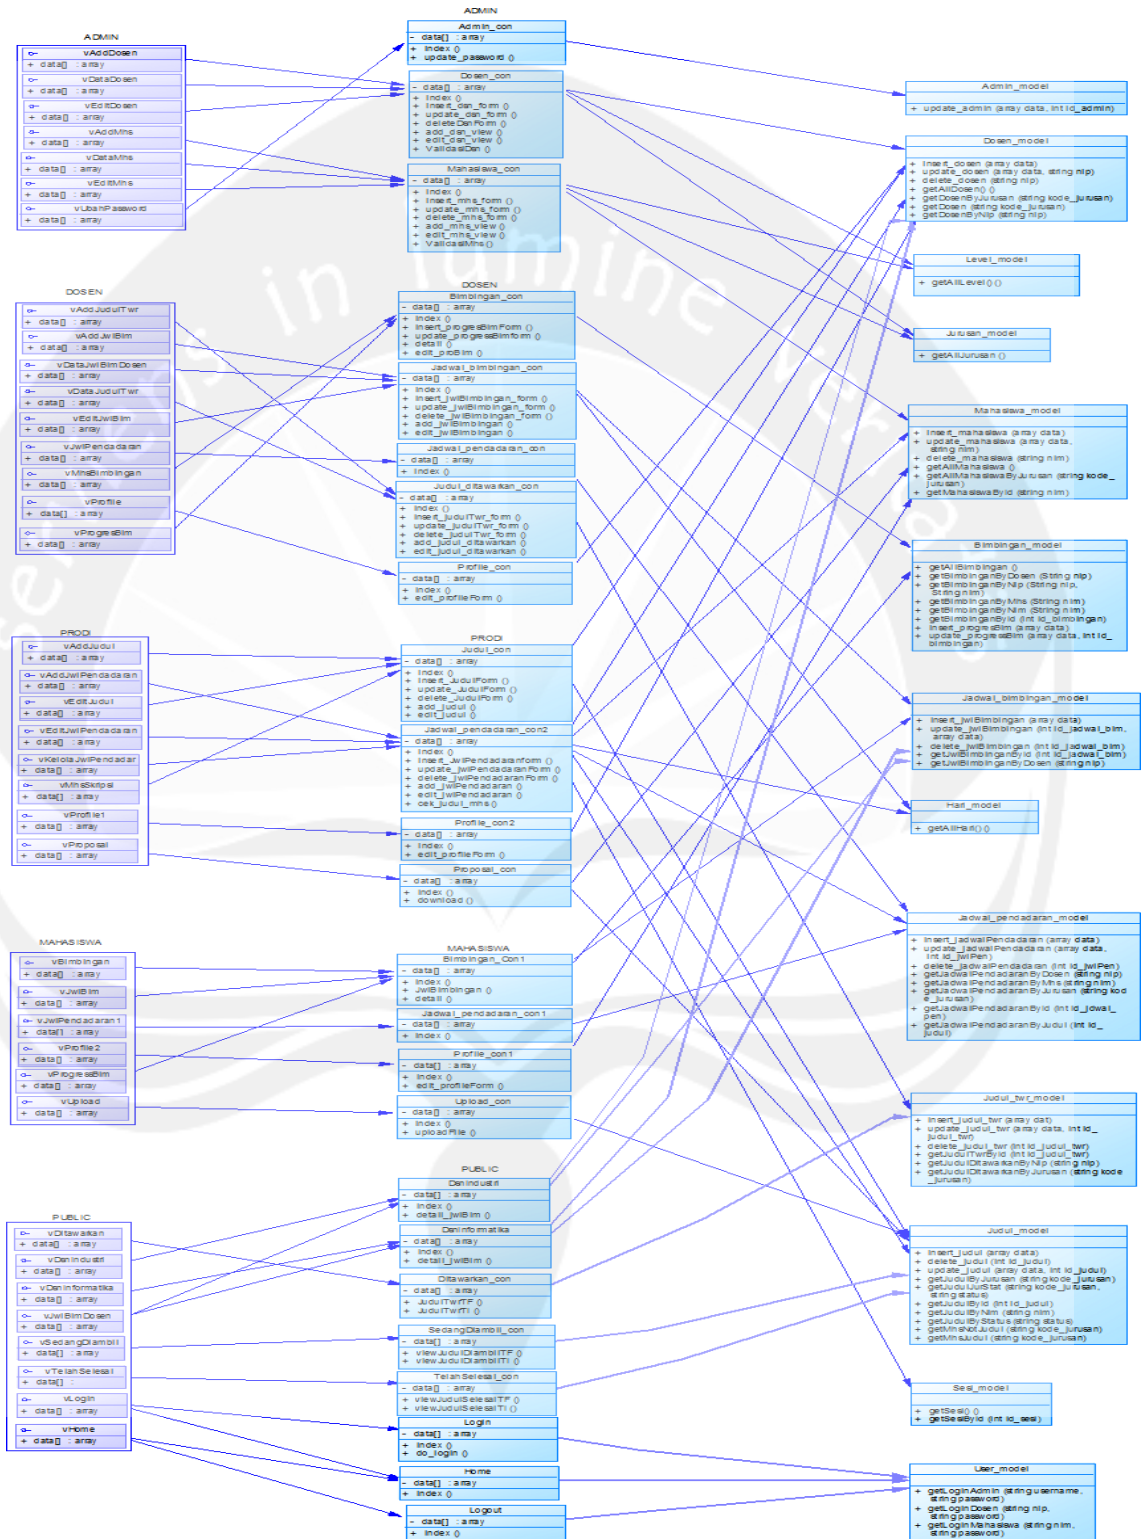 ADMIN
vAddDosen
+ data[] : array
vDataDosen
+ data[] : array
vEditDosen
+ data[] : array
vAddMhs
+ data[] : array
vDataMhs
+ data[] : array
vEditMhs
+ data[] : array
vUbahPassword
+ data[] : array
DOSEN
vAddJudulTwr
+ data[] : array
vAddJwlBim
+ data[] : array
vDataJwlBimDosen
+ data[] : array
vDataJudulTwr
+ data[] : array
vEditJwlBim
+ data[] : array
vJwlPendadaran
+ data[] : array
vMhsBimbingan
+ data[] : array
vProfile
+ data[] : array
vProgresBim
+ data[] : array
PRODI
vAddJudul
+ data[] : array
vAddJwlPendadaran
+ data[] : array
vEditJudul
+ data[] : array
vEditJwlPendadaran
+ data[] : array
vKelolaJwlPendadar
+ data[] : array
vMhsSkripsi
+ data[] : array
vProfile1
+ data[] : array
vProposal
+ data[] : array
MAHASISWA
vBimbingan
+ data[] : array
vJwlBim
+ data[] : array
vJwlPendadaran1
+ data[] : array
vProfile2
+ data[] : array
vProgressBim
+ data[] : array
vUpload
+ data[] : array
PUBLIC
vDitawarkan
+ data[] : array
vDsnIndustri
+ data[] : array
vDsnInformatika
+ data[] : array
vJwlBimDosen
+ data[] : array
vSedangDiambil
+ data[] : array
vTelahSelesai
+ data[] :
vLogin
+ data[] : array
vHome
+ data[] : array
ADMIN
Admin_con
- data[] : array
+ Index ()
+ update_password ()
Dosen_con
- data[] : array
+ Index ()
+ Insert_dsn_form ()
+ update_dsn_form ()
+ deleteDsnForm ()
+ add_dsn_view ()
+ edit_dsn_view ()
+ ValidasiDsn ()
Mahasiswa_con
- data[] : array
+ Index ()
+ Insert_mhs_form ()
+ update_mhs_form ()
+ delete_mhs_form ()
+ add_mhs_view ()
+ edit_mhs_view ()
+ ValidasiMhs ()
DOSEN
Bimbingan_con
- data[] : array
+ Index ()
+ Insert_progresBimForm ()
+ update_progressBimform ()
+ detail ()
+ edit_proBim ()
Jadwal_bimbingan_con
- data[] : array
+ Index ()
+ Insert_jwlBimbingan_form ()
+ update_jwlBimbingan_form ()
+ delete_jwlBimbingan_form ()
+ add_jwlBimbingan ()
+ edit_jwlBimbingan ()
Jadwal_pendadaran_con
- data[] : array
+ Index ()
Judul_ditawarkan_con
- data[] : array
+ Index ()
+ Insert_judulTwr_form ()
+ update_judulTwr_form ()
+ delete_judulTwr_form ()
+ add_judul_ditawarkan ()
+ edit_judul_ditawarkan ()
Profile_con
- data[] : array
+ Index ()
+ edit_profileForm ()
PRODI
Judul_con
- data[] : array
+ Index ()
+ Insert_JudulForm ()
+ update_JudulForm ()
+ delete_JudulForm ()
+ add_judul ()
+ edit_judul ()
Jadwal_pendadaran_con2
- data[] : array
+ Index ()
+ Insert_JwlPendadaranform ()
+ update_jwlPendadaranForm ()
+ delete_jwlPendadaranForm ()
+ add_jwlPendadaran ()
+ edit_jwlPendadaran ()
+ cek_judul_mhs ()
Profile_con2
- data[] : array
+ Index ()
+ edit_profileForm ()
Proposal_con
- data[] : array
+ Index ()
+ download ()
MAHASISWA
Bimbingan_Con1
- data[] : array
+ Index ()
+ JwlBimbingan ()
+ detail ()
Jadwal_pendadaran_con1
- data[] : array
+ Index ()
Profile_con1
- data[] : array
+ Index ()
+ edit_profileForm ()
Upload_con
- data[] : array
+ Index ()
+ uploadFile ()
PUBLIC
DsnIndustri
- data[] : array
+ Index ()
+ detail_jwlBim ()
DsnInformatika
- data[] : array
+ Index ()
+ detail_jwlBim ()
Ditawarkan_con
- data[] : array
+ JudulTwrTF ()
+ JudulTwrTI ()
SedangDiambil_con
- data[] : array
+ viewJudulDiambilTF ()
+ viewJudulDiambilTI ()
TelahSelesai_con
- data[] : array
+ viewJudulSelesaiTF ()
+ viewJudulSelesaiTI ()
Login
- data[] : array
+ Index ()
+ do_login ()
Home
- data[] : array
+ Index ()
Logout
- data[] : array
+ Index ()
Admin_model
+ update_admin (array data, int id_admin)
Dosen_model
+ Insert_dosen (array data)
+ update_dosen (array data, string nip)
+ delete_dosen (string nip)
+ getAllDosen() ()
+ getDosenByJurusan (string kode_jurusan)
+ getDosen (string kode_jurusan)
+ getDosenByNip (string nip)
Level_model
+ getAllLevel() ()
Jurusan_model
+ getAllJurusan ()
Mahasiswa_model
+ Insert_mahasiswa (array data)
+ update_mahasiswa (array data,
string nim)
+ delete_mahasiswa (string nim)
+ getAllMahasiswa ()
+ getAllMahasiswaByJurusan (string kode_
jurusan)
+ getMahasiswaById (string nim)
Bimbingan_model
+ getAllBimbingan ()
+ getBimbinganByDosen (String nip)
+ getBimbinganByNip (String nip,
String nim)
+ getBimbinganByMhs (String nim)
+ getBimbinganByNim (String nim)
+ getBimbinganById (int id_bimbingan)
+ Insert_progresBim (array data)
+ update_progressBim (array data, int id_
bimbingan)
Jadwal_bimbingan_model
+ Insert_jwlBimbingan (array data)
+ update_jwlBimbingan (int id_jadwal_bim,
array data)
+ delete_jwlBimbingan (int id_jadwal_bim)
+ getJwlBimbinganById (int id_jadwal_bim)
+ getJwlBimbinganByDosen (string nip)
Hari_model
+ getAllHari() ()
Jadwal_pendadaran_model
+ Insert_jadwalPendadaran (array data)
+ update_jadwalPendadaran (array data,
int id_jwlPen)
+ delete_jadwalPendadaran (int id_jwlPen)
+ getJadwalPendadaranByDosen (string nip)
+ getJadwalPendadaranByMhs (string nim)
+ getJadwalPendadaranByJurusan (string kod
e_jurusan)
+ getJadwalPendadaranById (int id_jdwal_
pen)
+ getJadwalPendadaranByJudul (int id_
judul)
Judul_twr_model
+ Insert_judul_twr (array dat)
+ update_judul_twr (array data, int id_
judul_twr)
+ delete_judul_twr (int id_judul_twr)
+ getJudulTwrById (int id_judul_twr)
+ getJudulDitawarkanByNip (string nip)
+ getJudulDitawarkanByJurusan (string kode
_jurusan)
Judul_model
+ Insert_judul (array data)
+ delete_judul (int id_judul)
+ update_judul (array data, int id_judul)
+ getJudulByJurusan (string kode_jurusan)
+ getJudulJurStat (string kode_jurusan,
string status)
+ getJudulById (int id_judul)
+ getJudulByNim (string nim)
+ getJudulByStatus (string status)
+ getMhsNotJudul (string kode_jurusan)
+ getMhsJudul (string kode_jurusan)
Sesi_model
+ getSesi() ()
+ getSesiById (int id_sesi)
User_model
+ getLoginAdmin (string username,
string password)
+ getLoginDosen (string nip,
string password)
+ getLoginMahasiswa (string nim,
string password)